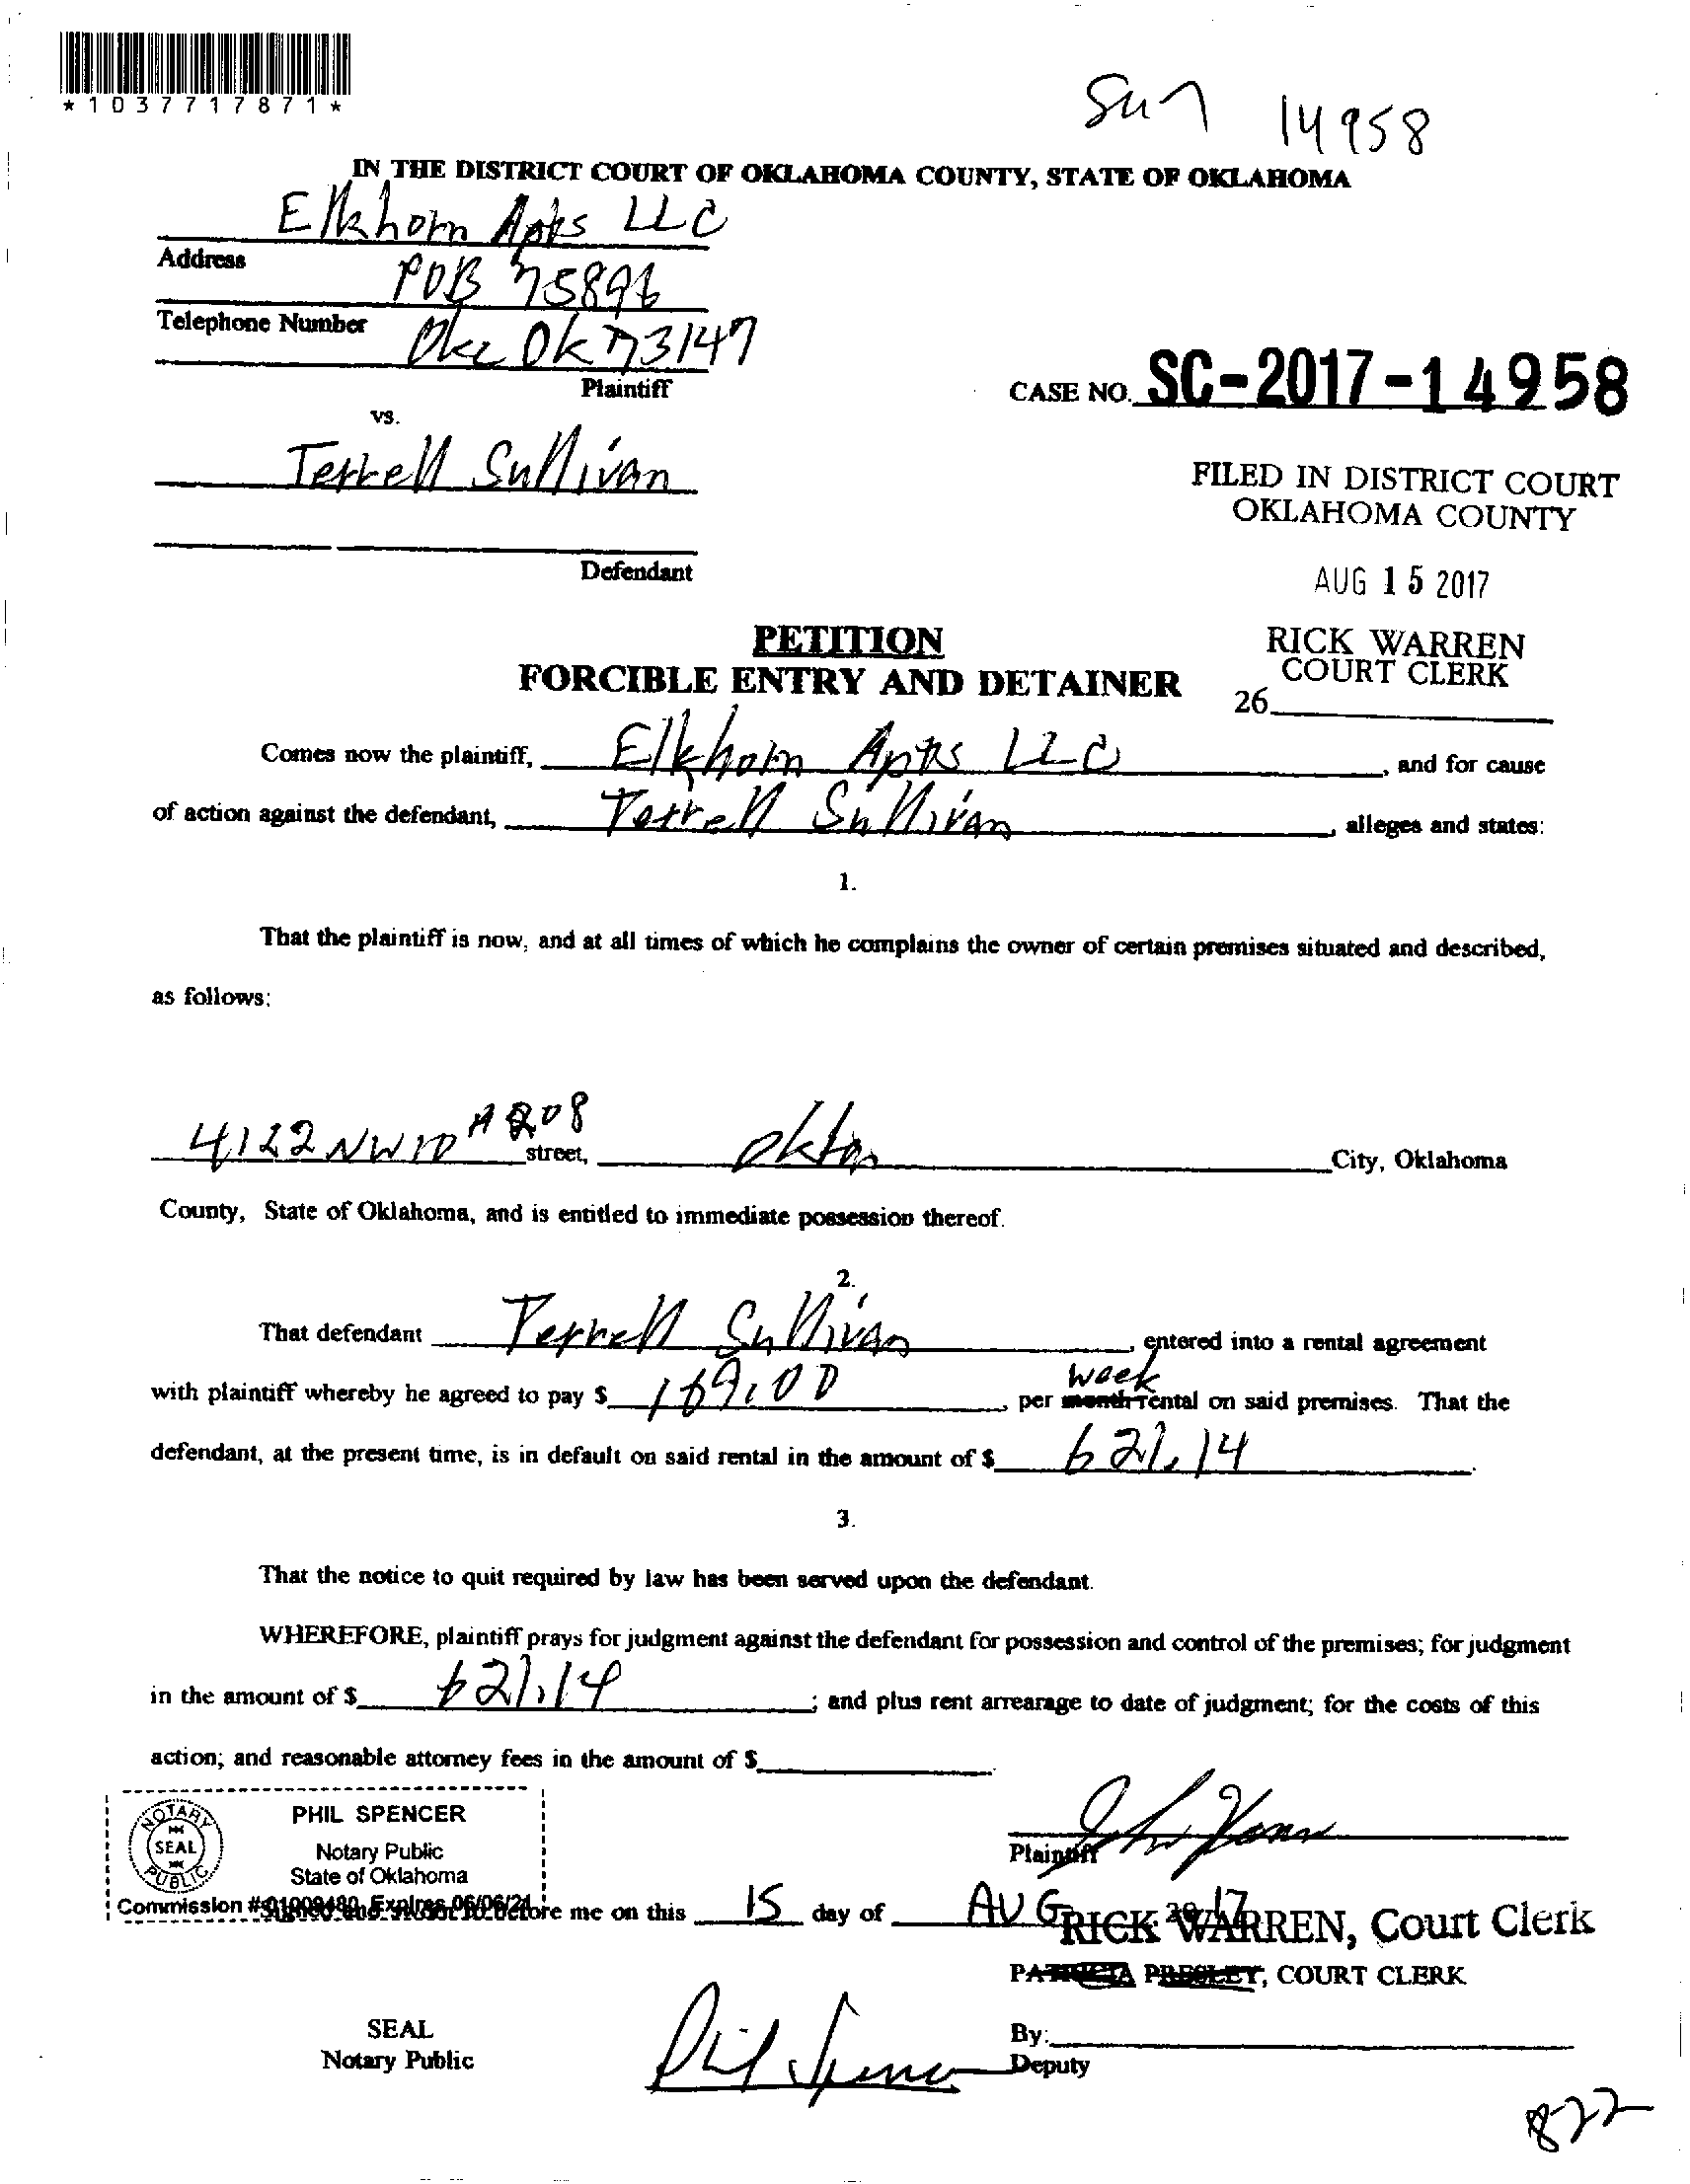 *1037717871*
Sun 14958
IN THE DISTRICT COURT OF OKLAHOMA COUNTY, STATE OF OKLAHOMA
Elkhorn Apts LLC
Address
POB 75896
Telephone Number
Okc Ok 73147
Plaintiff
CASE NO. SC-2017-14958
vs.
Terrell Sullivan
FILED IN DISTRICT COURT
OKLAHOMA COUNTY
Defendant
AUG 15 2017
PETITION
FORCIBLE ENTRY AND DETAINER
RICK WARREN
COURT CLERK
26
Comes now the plaintiff, Elkhorn Apts LLC, and for cause
of action against the defendant, Terrell Sullivan, alleges and states:
1.
That the plaintiff is now, and at all times of which he complains the owner of certain premises situated and described,
as follows:
4122 NW 10 #208 street, City, Oklahoma
County, State of Oklahoma, and is entitled to immediate possession thereof.
2.
That defendant Terrell Sullivan, entered into a rental agreement
week
with plaintiff whereby he agreed to pay $ 169.00, per month rental on said premises. That the
defendant, at the present time, is in default on said rental in the amount of $ 621.14.
3.
That the notice to quit required by law has been served upon the defendant.
WHEREFORE, plaintiff prays for judgment against the defendant for possession and control of the premises; for judgment
in the amount of $ 621.14; and plus rent arrearage to date of judgment; for the costs of this
action; and reasonable attorney fees in the amount of $.
NOTARY PUBLIC SEAL
PHIL SPENCER
Notary Public
State of Oklahoma
Commission #01009480 Expires 06/06/21
Plaintiff
before me on this 15 day of AUG 2017
RICK WARREN, Court Clerk
PATRICIA PRESLEY, COURT CLERK
SEAL
Notary Public
Phil Spencer
By:
Deputy
822